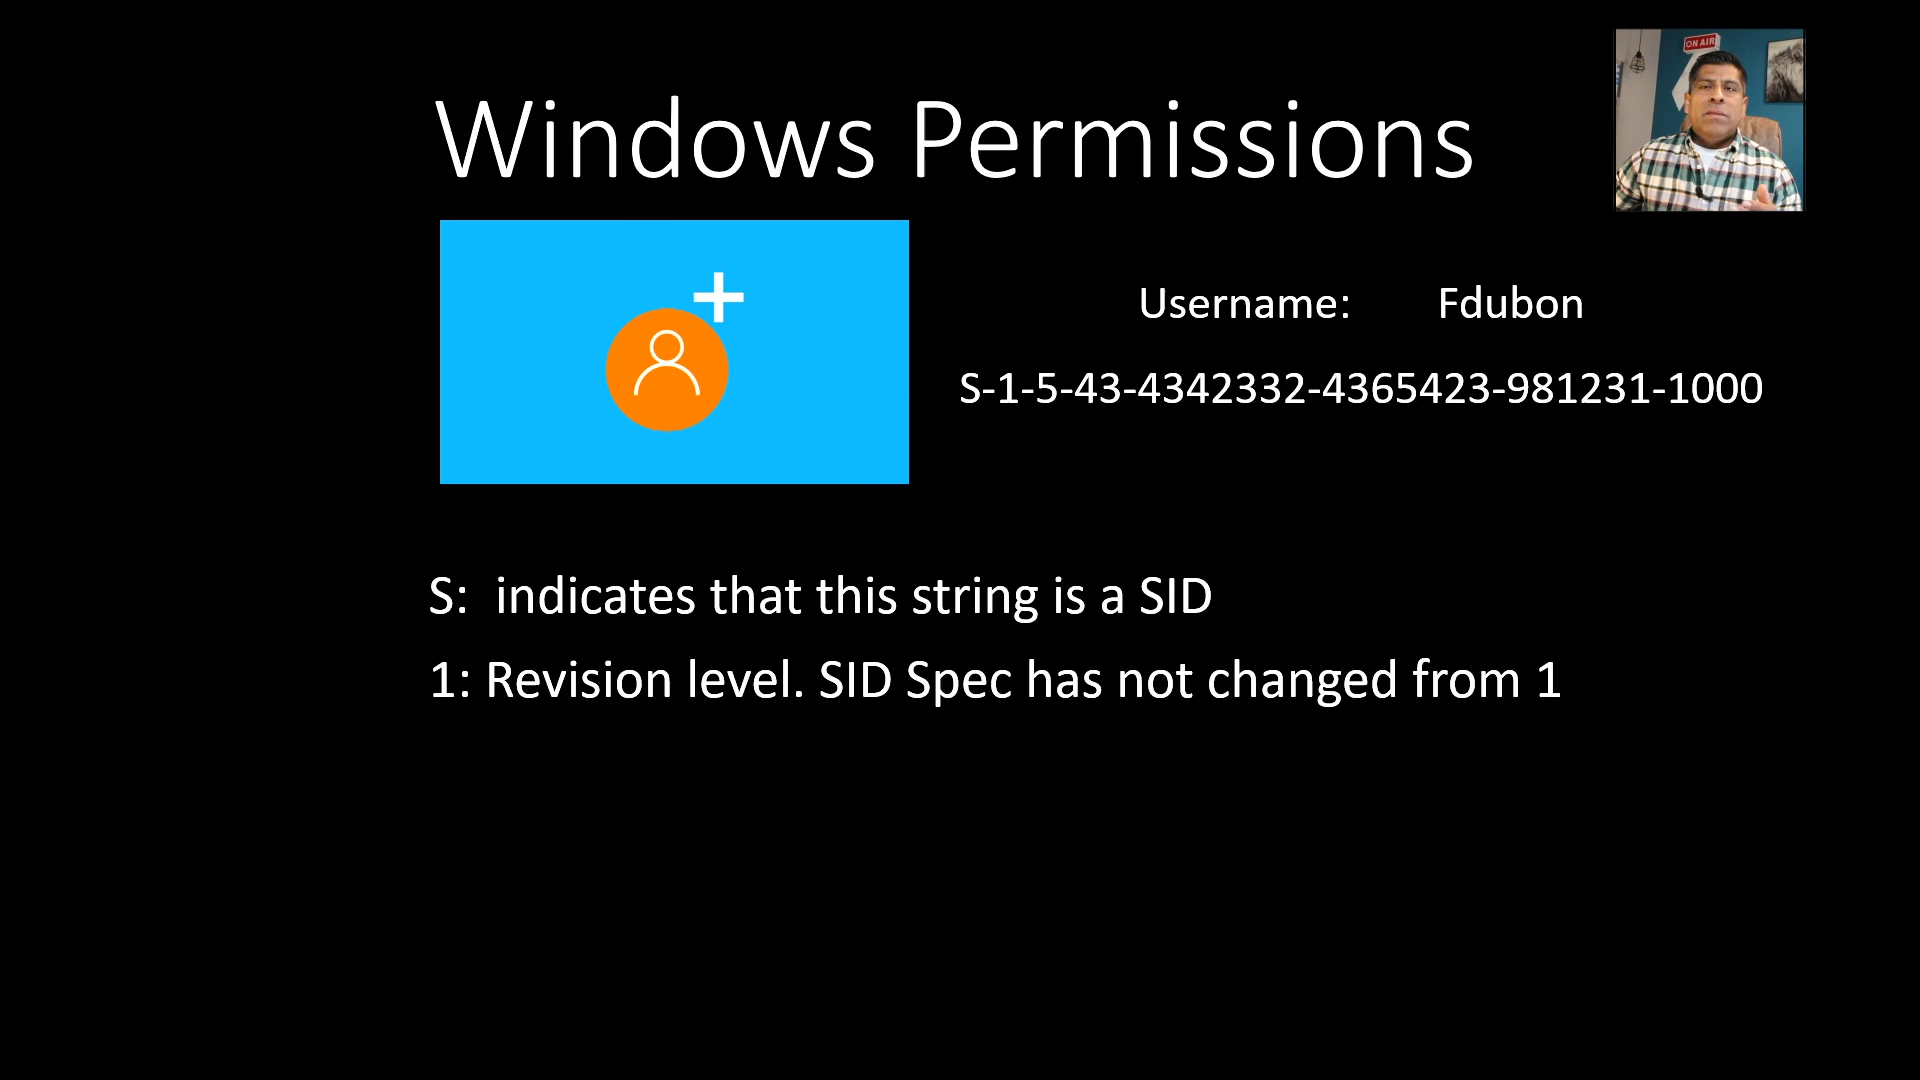 ON AIR
Windows Permissions
Username: Fdubon
S-1-5-43-4342332-4365423-981231-1000
S: indicates that this string is a SID
1: Revision level. SID Spec has not changed from 1